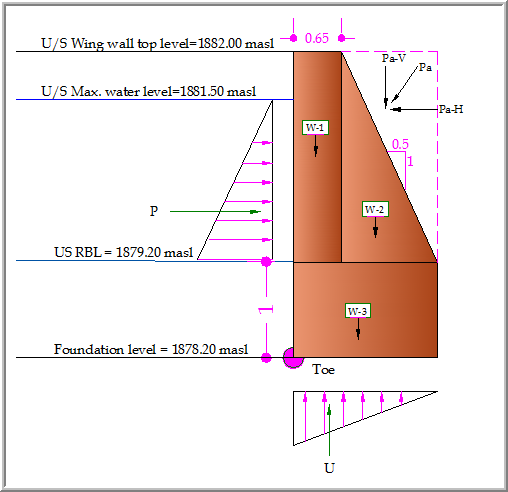 U/S Wing wall top level=1882.00 masl
0.65
Pa-V
Pa
U/S Max. water level=1881.50 masl
Pa-H
W-1
0.5
1
P
W-2
US RBL = 1879.20 masl
1
W-3
Foundation level = 1878.20 masl
Toe
U